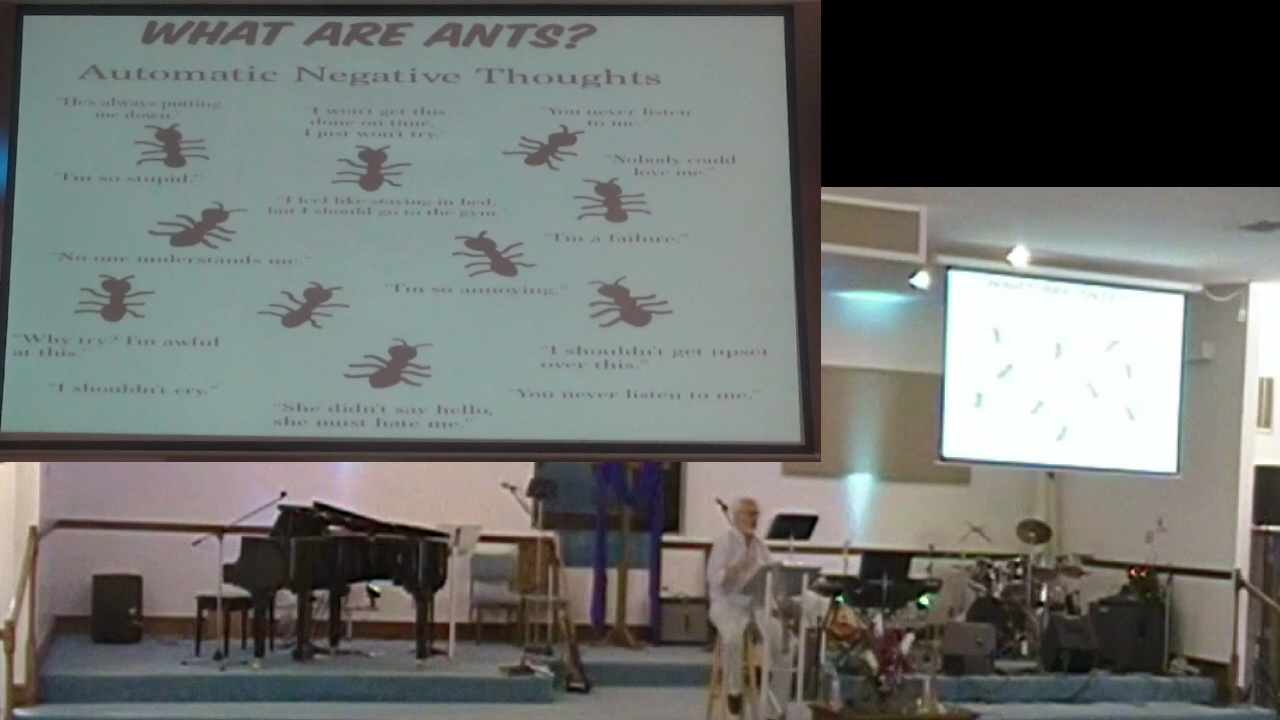 WHAT ARE ANTS?
Automatic Negative Thoughts
"He's always putting
me down."
"I won't get this
done on time.
I just won't try."
"You never listen
to me."
"Nobody could
love me."
"I'm so stupid."
"I feel like staying in bed,
but I should go to the gym."
"I'm a failure."
"No one understands me."
"I'm so annoying."
"Why try? I'm awful
at this."
"I shouldn't get upset
over this."
"I shouldn't cry."
"You never listen to me."
"She didn't say hello,
she must hate me."
WHAT ARE ANTS?